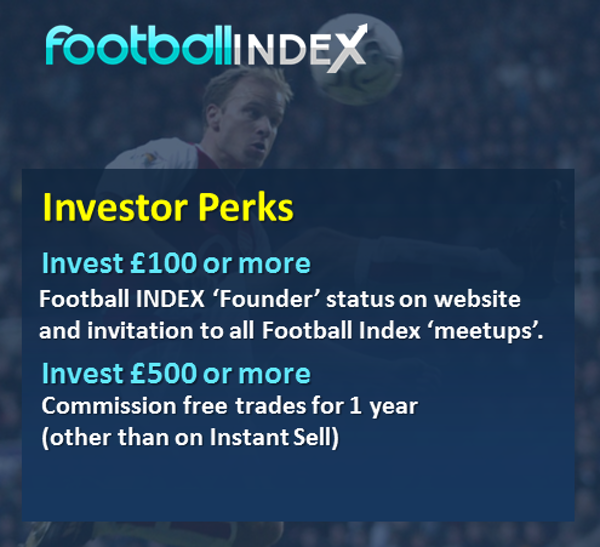 footballINDEX
Investor Perks
Invest £100 or more
Football INDEX ‘Founder’ status on website
and invitation to all Football Index ‘meetups’.
Invest £500 or more
Commission free trades for 1 year
(other than on Instant Sell)